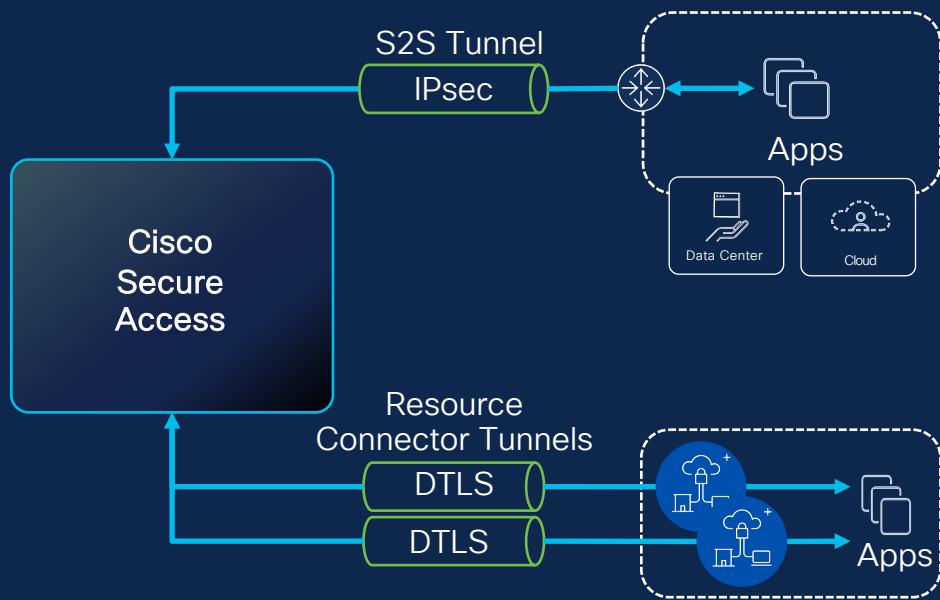 S2S Tunnel
IPsec
Apps
Data Center
Cloud
Cisco
Secure
Access
Resource
Connector Tunnels
DTLS
DTLS
Apps